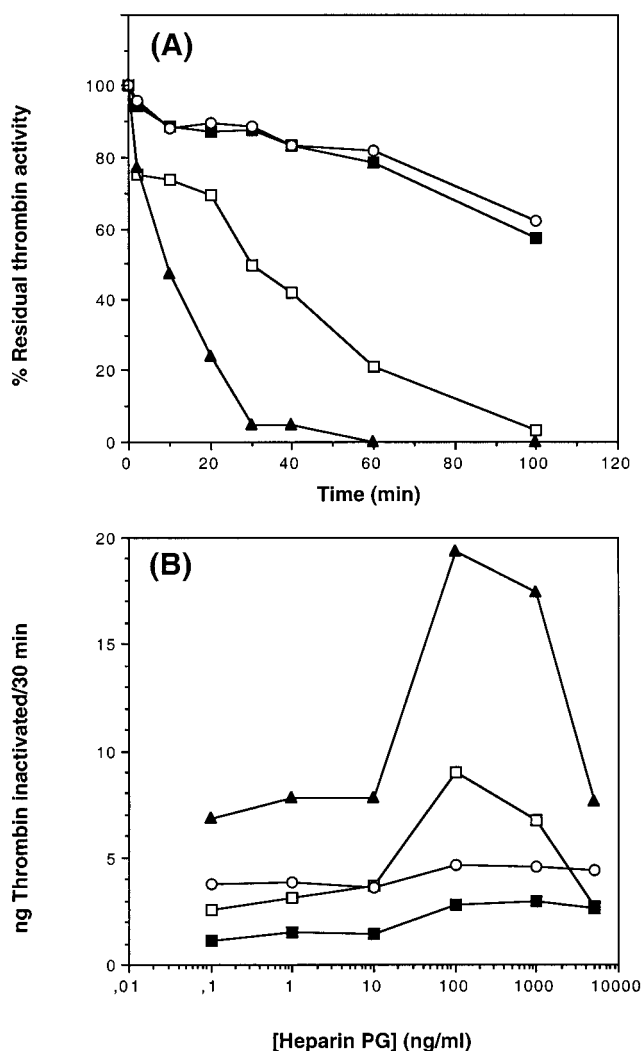 (A)
% Residual thrombin activity
100
80
60
40
20
0
0 20 40 60 80 100 120
Time (min)
(B)
ng Thrombin inactivated/30 min
20
15
10
5
0
,01 ,1 1 10 100 1000 10000
[Heparin PG] (ng/ml)